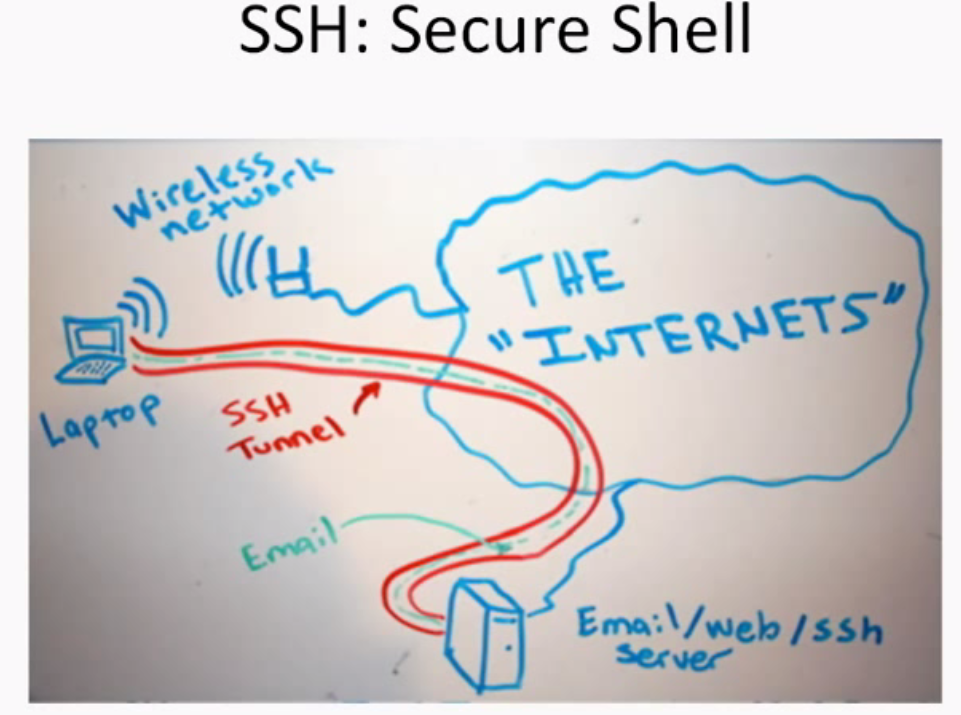 SSH: Secure Shell
Wireless
network
THE
"INTERNETS"
Laptop
SSH
Tunnel
Email
Email/web/ssh
server